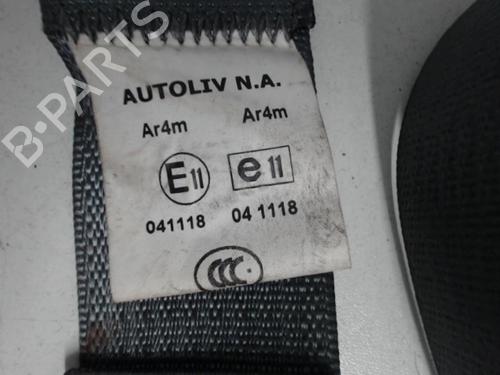 B-PARTS
AUTOLIV N.A.
Ar4m Ar4m
E11 e11
041118 04 1118
CCC